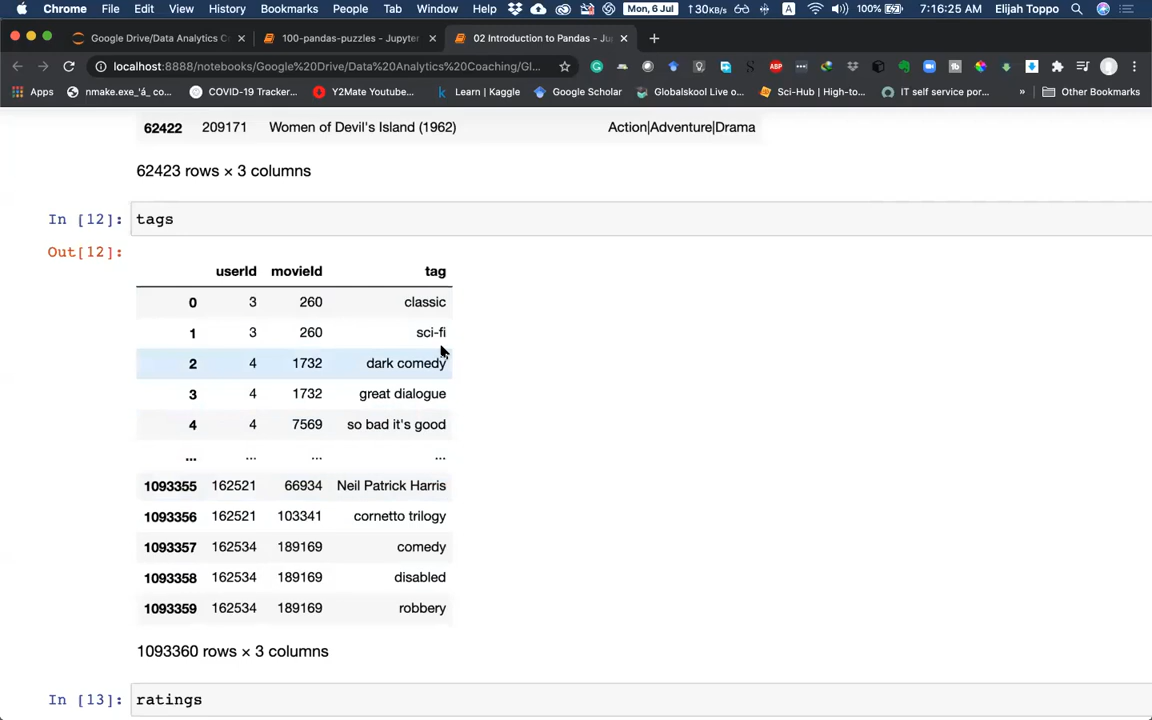 Chrome File Edit View History Bookmarks People Tab Window Help Mon, 6 Jul ↑30KB/s A 100% 7:16:25 Elijah Toppo
Google Drive/Data Analytics C × 100-pandas-puzzles - Jupyter × 02 Introduction to Pandas - Ju × +
localhost:8888/notebooks/Google%20Drive/Data%20Analytics%20Coaching/Gl... ABP
Apps nmake.exe_'á_ co... COVID-19 Tracker... Y2Mate Youtube... Learn | Kaggle Google Scholar Globalskool Live o... Sci-Hub | High-to... IT self service por... » Other Bookmarks
62422 209171 Women of Devil's Island (1962) Action|Adventure|Drama
62423 rows × 3 columns
In [12]: tags
Out[12]:
userId movieId tag
0 3 260 classic
1 3 260 sci-fi
2 4 1732 dark comedy
3 4 1732 great dialogue
4 4 7569 so bad it's good
... ... ... ...
1093355 162521 66934 Neil Patrick Harris
1093356 162521 103341 cornetto trilogy
1093357 162534 189169 comedy
1093358 162534 189169 disabled
1093359 162534 189169 robbery
1093360 rows × 3 columns
In [13]: ratings